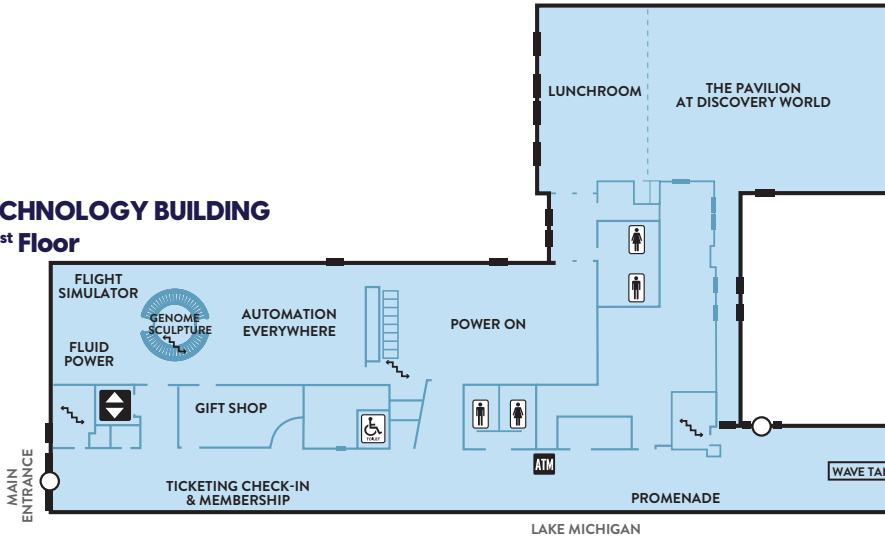 LUNCHROOM
THE PAVILION
AT DISCOVERY WORLD
CHNOLOGY BUILDING
st Floor
FLIGHT
SIMULATOR
GENOME
SCULPTURE
AUTOMATION
EVERYWHERE
POWER ON
FLUID
POWER
GIFT SHOP
TOILET
ATM
MAIN
ENTRANCE
TICKETING CHECK-IN
& MEMBERSHIP
PROMENADE
WAVE TA
LAKE MICHIGAN